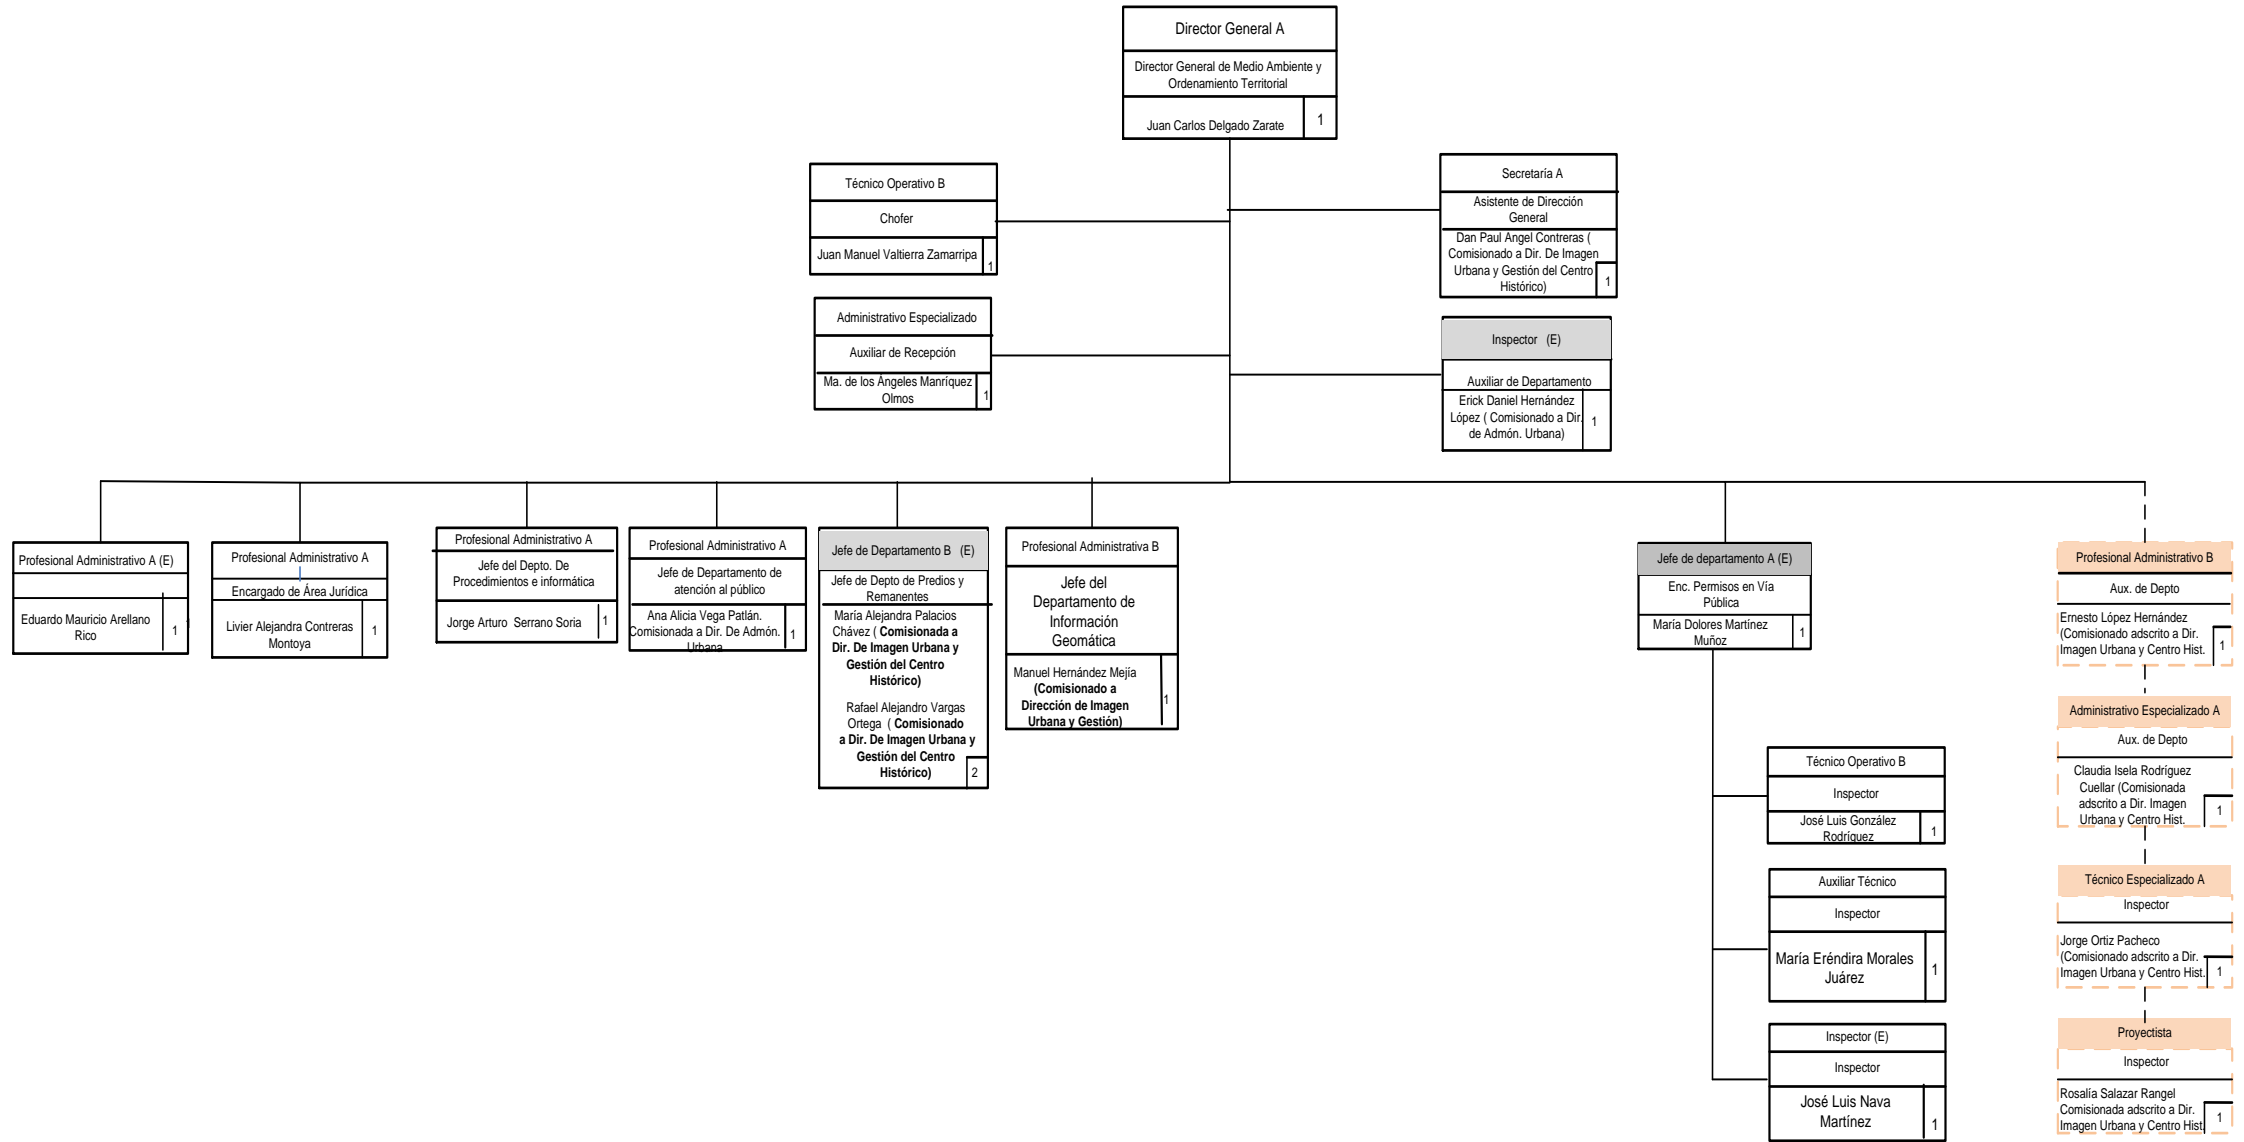 Director General A
Director General de Medio Ambiente y
Ordenamiento Territorial
Juan Carlos Delgado Zarate
1
Técnico Operativo B
Chofer
Juan Manuel Valtierra Zamarripa
1
Secretaría A
Asistente de Dirección
General
Dan Paul Angel Contreras (
Comisionado a Dir. De Imagen
Urbana y Gestión del Centro
Histórico)
1
Administrativo Especializado
Auxiliar de Recepción
Ma. de los Ángeles Manríquez
Olmos
1
Inspector (E)
Auxiliar de Departamento
Erick Daniel Hernández
López ( Comisionado a Dir.
de Admón. Urbana)
1
Profesional Administrativo A (E)
Eduardo Mauricio Arellano
Rico
1
Profesional Administrativo A
Encargado de Área Jurídica
Livier Alejandra Contreras
Montoya
1
Profesional Administrativo A
Jefe del Depto. De
Procedimientos e informática
Jorge Arturo Serrano Soria
1
Profesional Administrativo A
Jefe de Departamento de
atención al público
Ana Alicia Vega Patlán.
Comisionada a Dir. De Admón.
Urbana
1
Jefe de Departamento B (E)
Jefe de Depto de Predios y
Remanentes
María Alejandra Palacios
Chávez ( Comisionada a
Dir. De Imagen Urbana y
Gestión del Centro
Histórico)
Rafael Alejandro Vargas
Ortega ( Comisionado
a Dir. De Imagen Urbana y
Gestión del Centro
Histórico)
2
Profesional Administrativa B
Jefe del
Departamento de
Información
Geomática
Manuel Hernández Mejía
(Comisionado a
Dirección de Imagen
Urbana y Gestión)
1
Jefe de departamento A (E)
Enc. Permisos en Vía
Pública
María Dolores Martínez
Muñoz
1
Técnico Operativo B
Inspector
José Luis González
Rodríguez
1
Auxiliar Técnico
Inspector
María Eréndira Morales
Juárez
1
Inspector (E)
Inspector
José Luis Nava
Martínez
1
Profesional Administrativo B
Aux. de Depto
Ernesto López Hernández
(Comisionado adscrito a Dir.
Imagen Urbana y Centro Hist.
1
Administrativo Especializado A
Aux. de Depto
Claudia Isela Rodríguez
Cuellar (Comisionada
adscrito a Dir. Imagen
Urbana y Centro Hist.
1
Técnico Especializado A
Inspector
Jorge Ortiz Pacheco
(Comisionado adscrito a Dir.
Imagen Urbana y Centro Hist.
1
Proyectista
Inspector
Rosalía Salazar Rangel
Comisionada adscrito a Dir.
Imagen Urbana y Centro Hist.
1